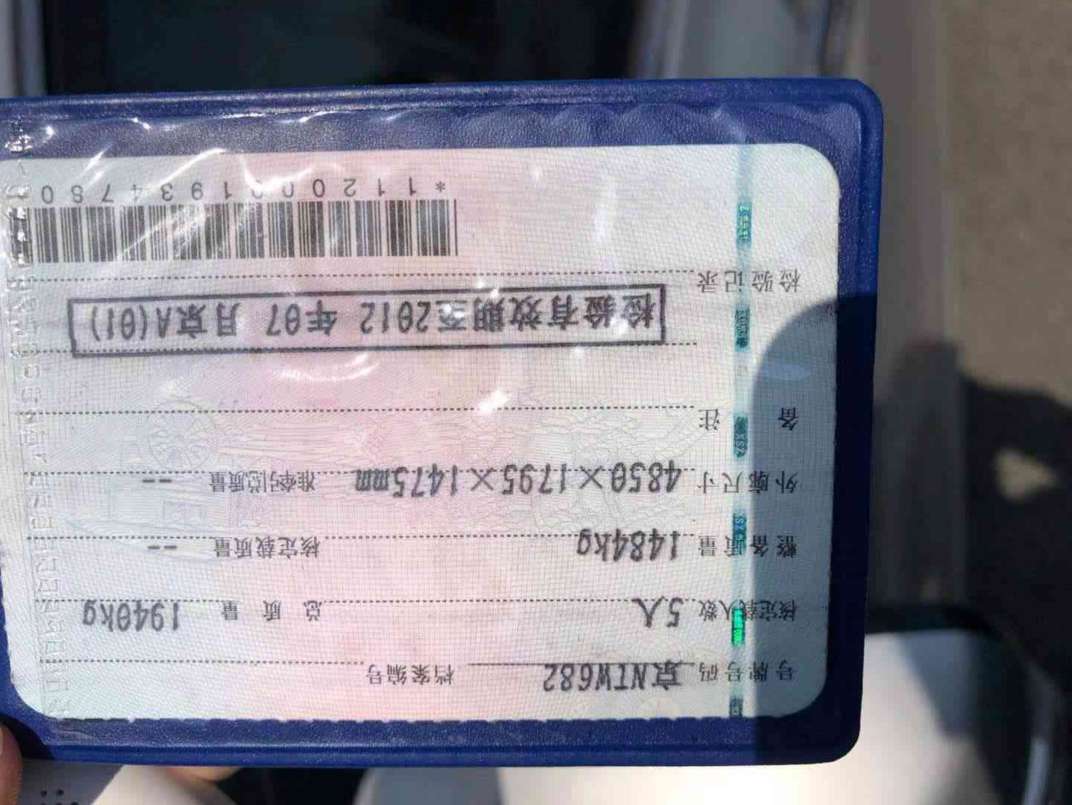 号牌号码 京NTW682 档案编号
核定载人数 5人 总质量 1940kg
整备质量 1484kg 核定载质量 --
外廓尺寸 4850×1795×1475mm 准牵引总质量 --
备注
检验有效期至2012 年 07 月京A(01)
检验记录
*1120001934780